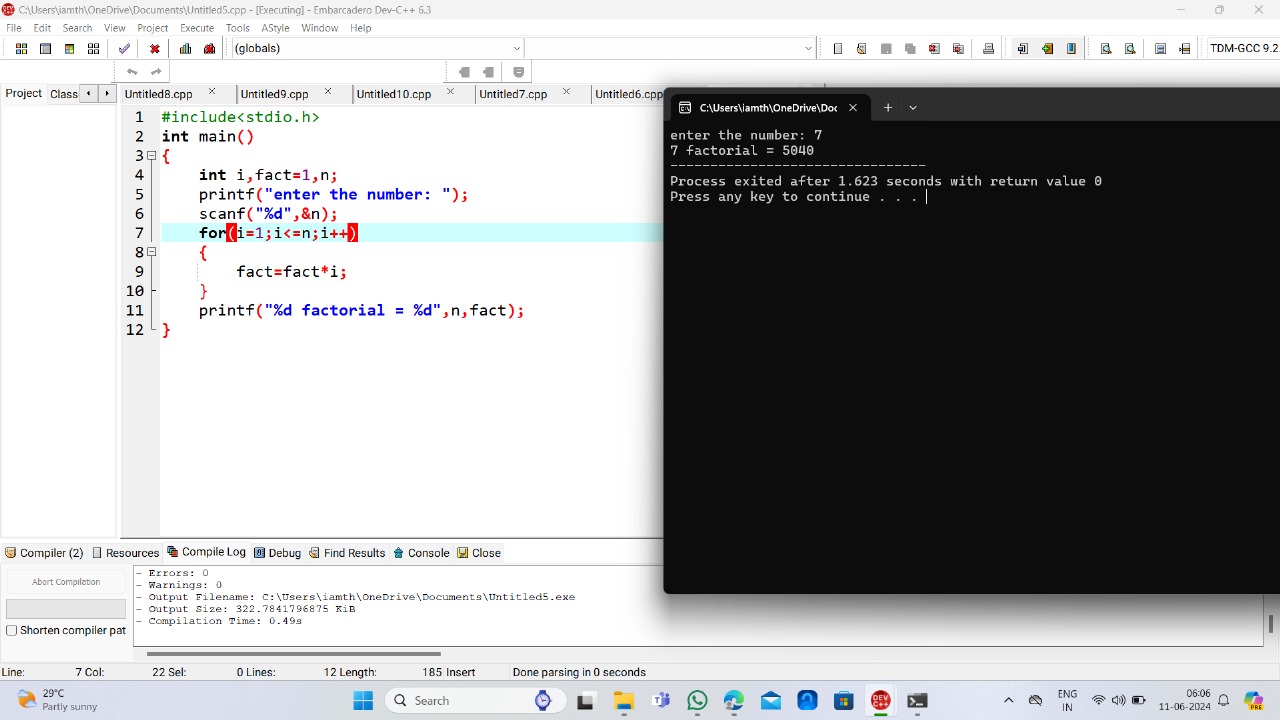 C:\Users\iamth\OneDrive\Documents\Untitled5.cpp - [Executing] - Embarcadero Dev-C++ 6.3
File Edit Search View Project Execute Tools AStyle Window Help
(globals)
TDM-GCC 9.2
Project Class Untitled8.cpp Untitled9.cpp Untitled10.cpp Untitled7.cpp Untitled6.cpp
1 #include<stdio.h>
2 int main()
3 {
4 int i,fact=1,n;
5 printf("enter the number: ");
6 scanf("%d",&n);
7 for(i=1;i<=n;i++)
8 {
9 fact=fact*i;
10 }
11 printf("%d factorial = %d",n,fact);
12 }
C:\Users\iamth\OneDrive\Doc
enter the number: 7
7 factorial = 5040
--------------------------------
Process exited after 1.623 seconds with return value 0
Press any key to continue . . .
Compiler (2) Resources Compile Log Debug Find Results Console Close
Abort Compilation
Shorten compiler pat
- Errors: 0
- Warnings: 0
- Output Filename: C:\Users\iamth\OneDrive\Documents\Untitled5.exe
- Output Size: 322.7841796875 KiB
- Compilation Time: 0.49s
Line: 7 Col: 22 Sel: 0 Lines: 12 Length: 185 Insert Done parsing in 0 seconds
29°C
Partly sunny
Search
DEV C++
ENG
IN
06:06
11-06-2024
PRE